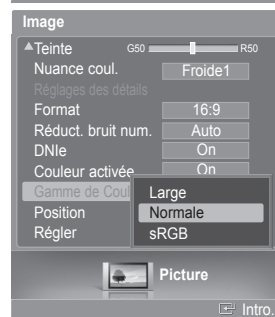 Image
Teinte G50 R50
Nuance coul. Froide1
Réglages des détails
Format 16:9
Réduct. bruit num. Auto
DNIe On
Couleur activée On
Gamme de Coul
Large
Position Normale
Régler sRGB
Picture
Intro.